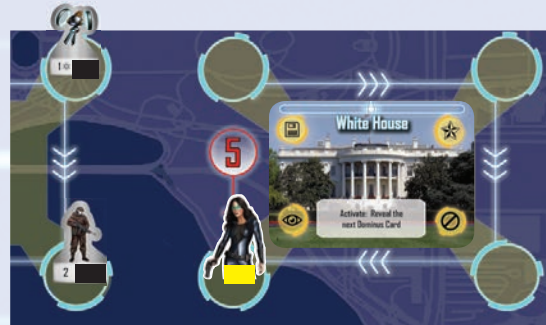 1
White House
5
Activate: Reveal the
next Dominus Card
2